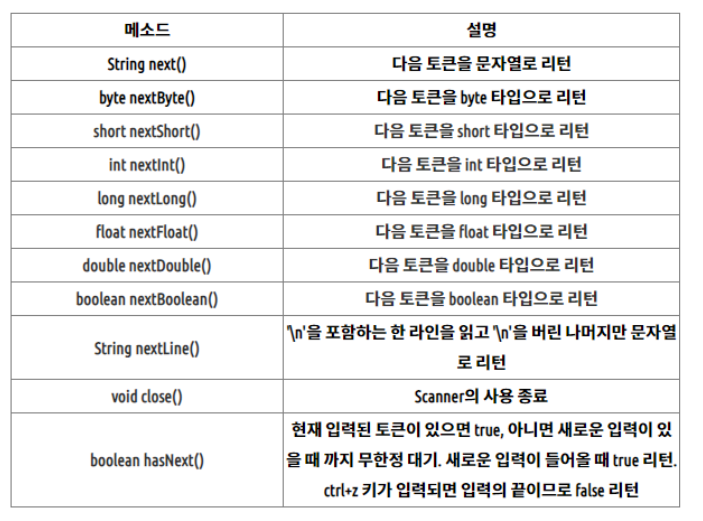 메소드 설명
String next() 다음 토큰을 문자열로 리턴
byte nextByte() 다음 토큰을 byte 타입으로 리턴
short nextShort() 다음 토큰을 short 타입으로 리턴
int nextInt() 다음 토큰을 int 타입으로 리턴
long nextLong() 다음 토큰을 long 타입으로 리턴
float nextFloat() 다음 토큰을 float 타입으로 리턴
double nextDouble() 다음 토큰을 double 타입으로 리턴
boolean nextBoolean() 다음 토큰을 boolean 타입으로 리턴
String nextLine() '\n'을 포함하는 한 라인을 읽고 '\n'을 버린 나머지만 문자열
로 리턴
void close() Scanner의 사용 종료
boolean hasNext() 현재 입력된 토큰이 있으면 true, 아니면 새로운 입력이 있
을 때 까지 무한정 대기. 새로운 입력이 들어올 때 true 리턴.
ctrl+z 키가 입력되면 입력의 끝이므로 false 리턴